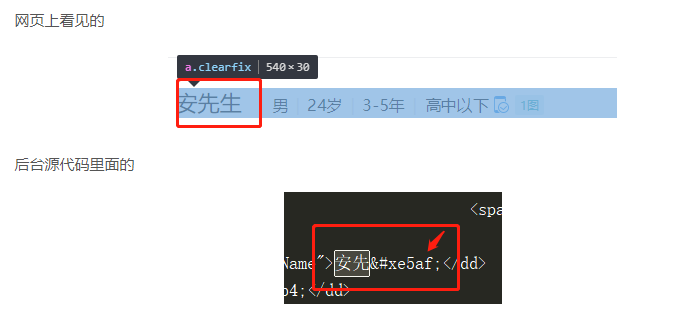 网页上看见的
a.clearfix 540×30
安先生 男 24岁 3-5年 高中以下 1图
后台源代码里面的
<spa
Name">安先&#xe5af;</dd>
p4;</dd>